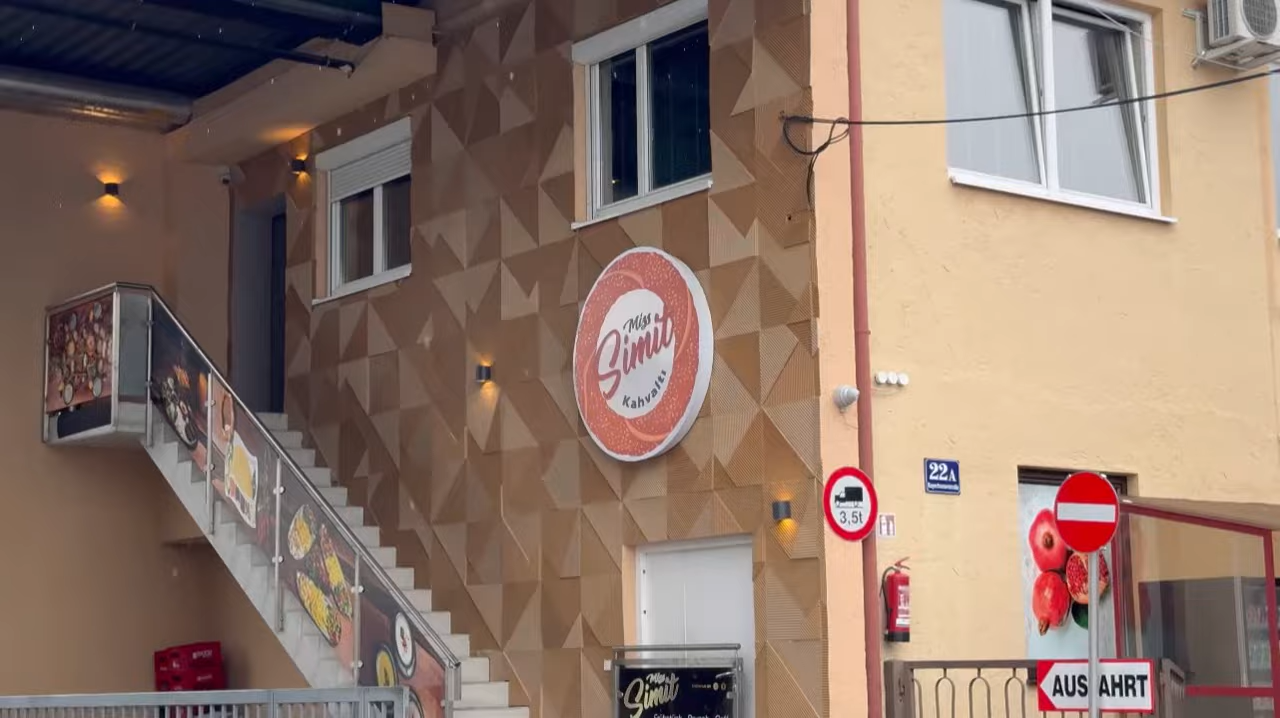 Miss
Simit
Kahvaltı
3,5t
22A
AUSFAHRT
Miss
Simit